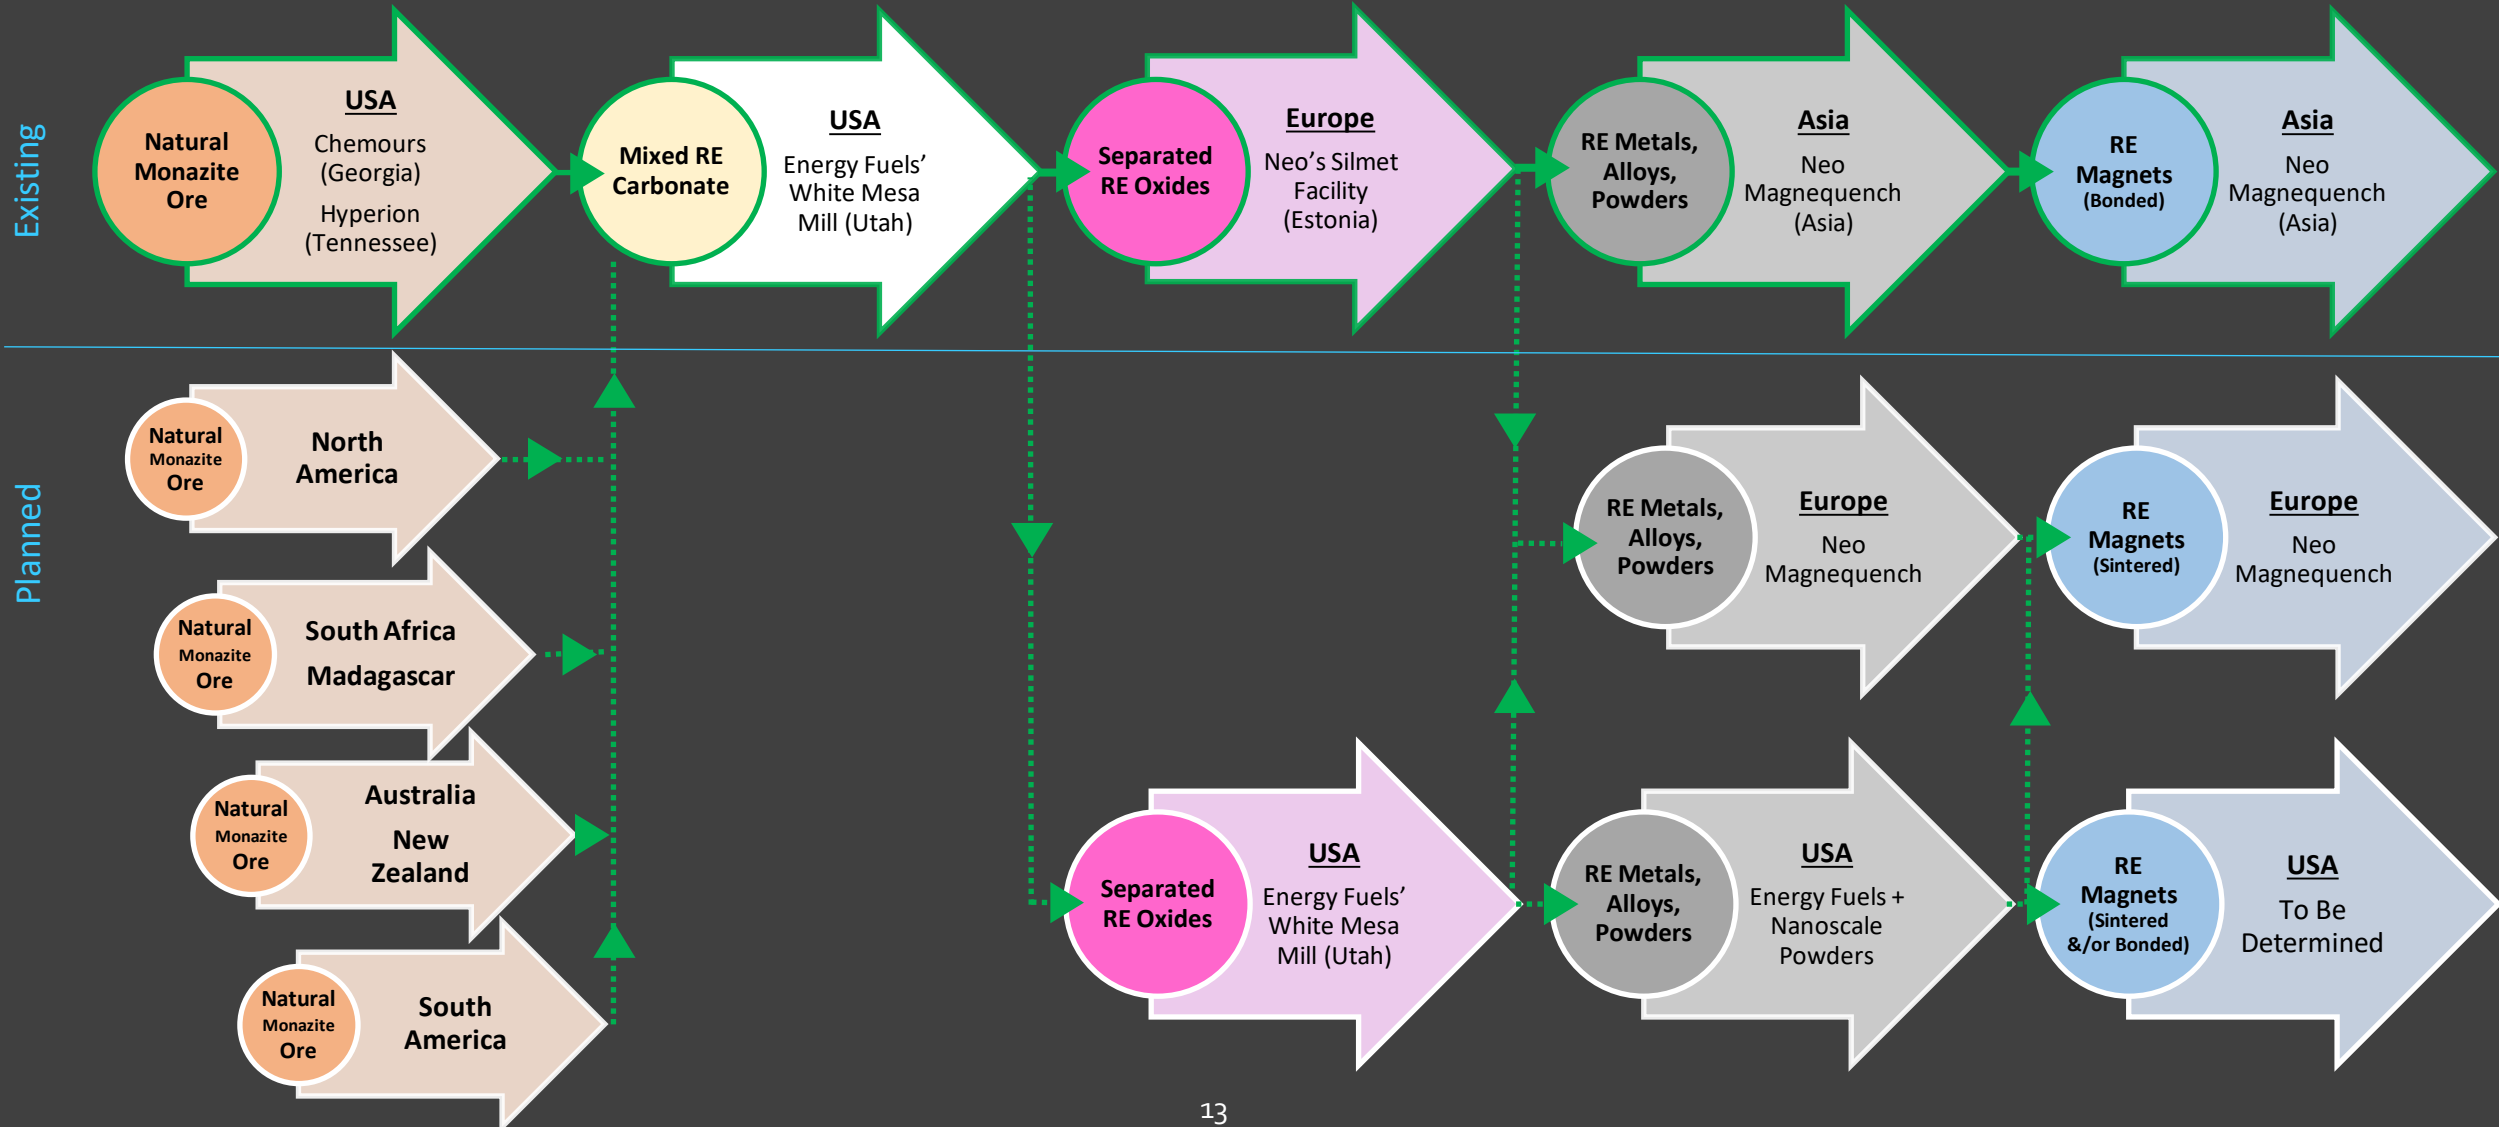 Existing
Natural
Monazite
Ore
USA
Chemours
(Georgia)
Hyperion
(Tennessee)
Mixed RE
Carbonate
USA
Energy Fuels’
White Mesa
Mill (Utah)
Separated
RE Oxides
Europe
Neo’s Silmet
Facility
(Estonia)
RE Metals,
Alloys,
Powders
Asia
Neo
Magnequench
(Asia)
RE
Magnets
(Bonded)
Asia
Neo
Magnequench
(Asia)
Planned
Natural
Monazite
Ore
North
America
Natural
Monazite
Ore
South Africa
Madagascar
Natural
Monazite
Ore
Australia
New
Zealand
Natural
Monazite
Ore
South
America
RE Metals,
Alloys,
Powders
Europe
Neo
Magnequench
RE
Magnets
(Sintered)
Europe
Neo
Magnequench
Separated
RE Oxides
USA
Energy Fuels’
White Mesa
Mill (Utah)
RE Metals,
Alloys,
Powders
USA
Energy Fuels +
Nanoscale
Powders
RE
Magnets
(Sintered
&/or Bonded)
USA
To Be
Determined
13